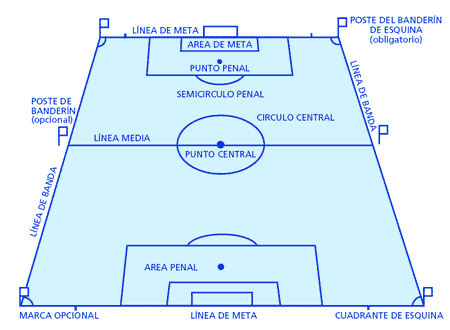 LÍNEA DE META
POSTE DEL BANDERÍN
DE ESQUINA
(obligatorio)
AREA DE META
PUNTO PENAL
LÍNEA DE BANDA
SEMICIRCULO PENAL
POSTE DE
BANDERÍN
(opcional)
CIRCULO CENTRAL
LÍNEA MEDIA
PUNTO CENTRAL
LÍNEA DE BANDA
AREA PENAL
MARCA OPCIONAL
LÍNEA DE META
CUADRANTE DE ESQUINA